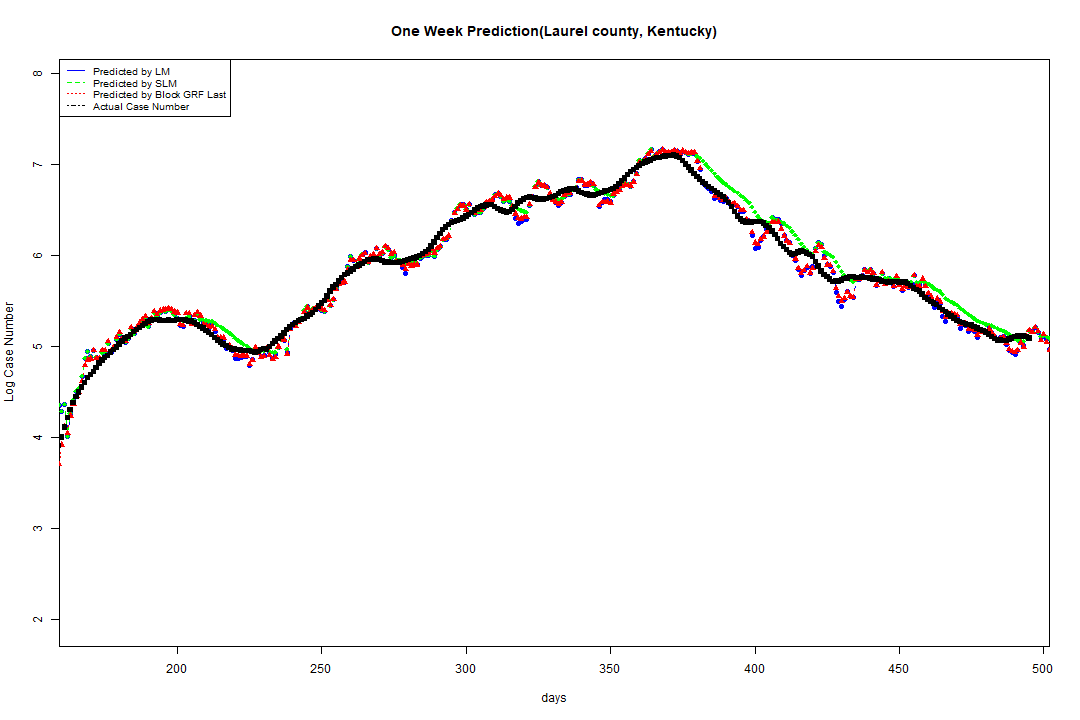 One Week Prediction(Laurel county, Kentucky)
Predicted by LM
Predicted by SLM
Predicted by Block GRF Last
Actual Case Number
8
7
6
5
4
3
2
Log Case Number
200 250 300 350 400 450 500
days